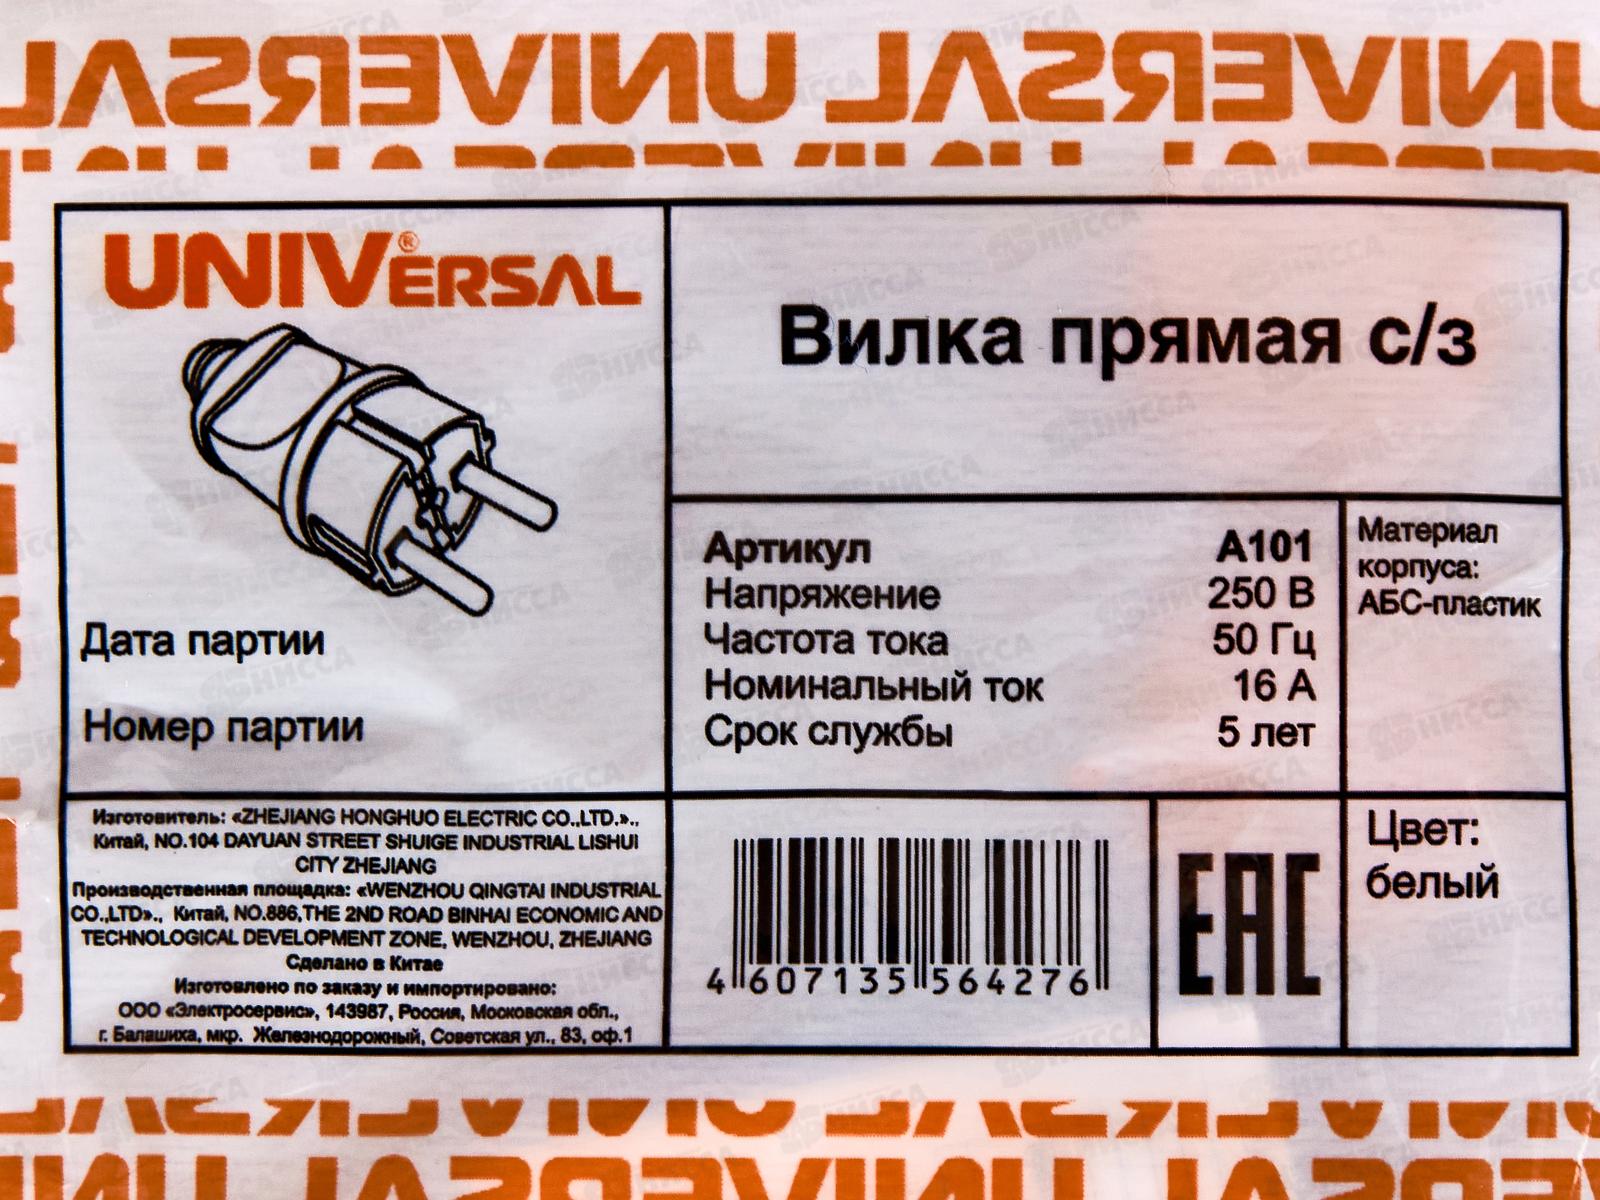 UNIVERSAL UNIVERSAL
UNIVERSAL®
Вилка прямая с/з
Дата партии
Номер партии
Артикул A101
Напряжение 250 В
Частота тока 50 Гц
Номинальный ток 16 А
Срок службы 5 лет
Материал
корпуса:
АБС-пластик
Изготовитель: «ZHEJIANG HONGHUO ELECTRIC CO.,LTD.».,
Китай, NO.104 DAYUAN STREET SHUIGE INDUSTRIAL LISHUI
CITY ZHEJIANG
Производственная площадка: «WENZHOU QINGTAI INDUSTRIAL
CO.,LTD»., Китай, NO.886,THE 2ND ROAD BINHAI ECONOMIC AND
TECHNOLOGICAL DEVELOPMENT ZONE, WENZHOU, ZHEJIANG
Сделано в Китае
Изготовлено по заказу и импортировано:
ООО «Электросервис», 143987, Россия, Московская обл.,
г. Балашиха, мкр. Железнодорожный, Советская ул., 83, оф.1
4 607135 564276
EAC
Цвет:
белый